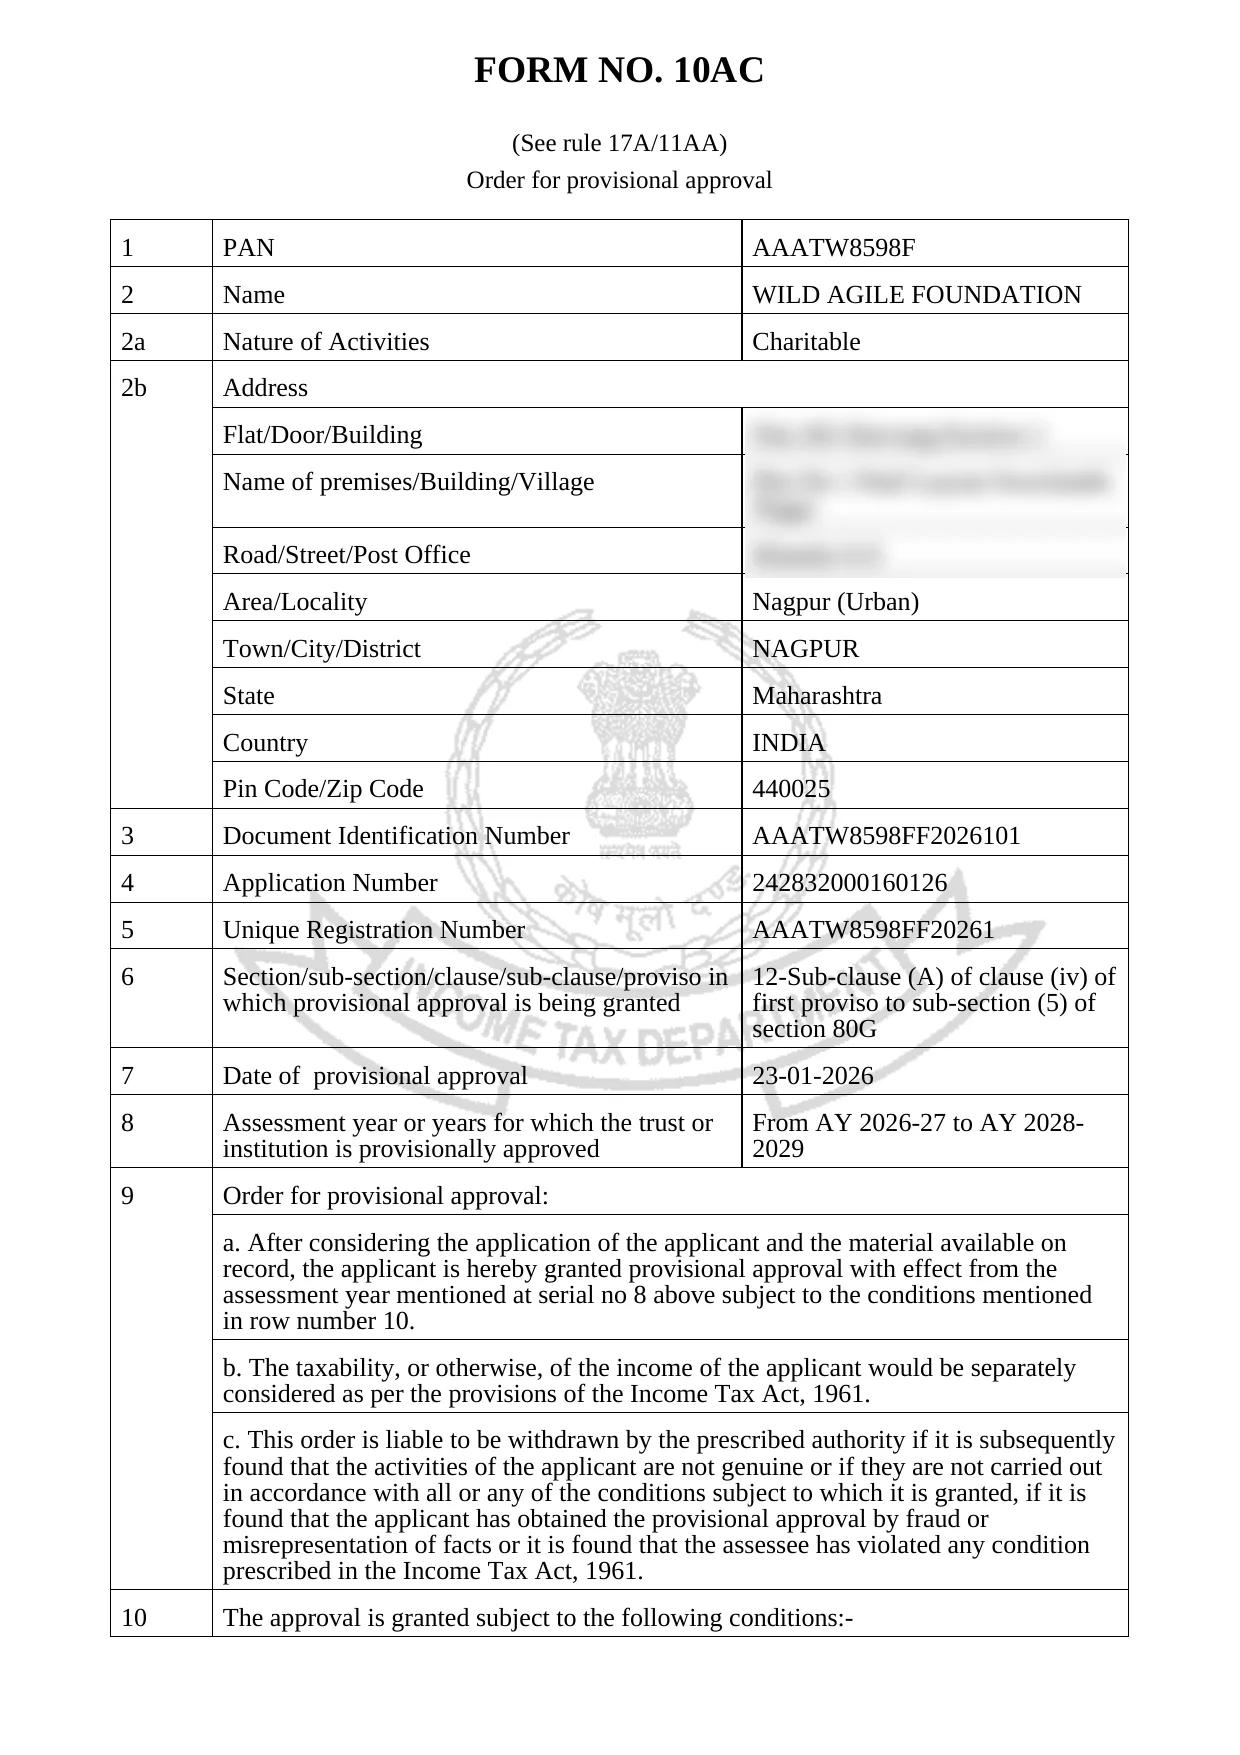 FORM NO. 10AC
(See rule 17A/11AA)
Order for provisional approval
1 PAN AAATW8598F
2 Name WILD AGILE FOUNDATION
2a Nature of Activities Charitable
2b Address
Flat/Door/Building
Name of premises/Building/Village
Road/Street/Post Office
Area/Locality Nagpur (Urban)
Town/City/District NAGPUR
State Maharashtra
Country INDIA
Pin Code/Zip Code 440025
3 Document Identification Number AAATW8598FF2026101
4 Application Number 242832000160126
5 Unique Registration Number AAATW8598FF20261
6 Section/sub-section/clause/sub-clause/proviso in 12-Sub-clause (A) of clause (iv) of
which provisional approval is being granted first proviso to sub-section (5) of
section 80G
7 Date of  provisional approval 23-01-2026
8 Assessment year or years for which the trust or From AY 2026-27 to AY 2028-
institution is provisionally approved 2029
9 Order for provisional approval:
a. After considering the application of the applicant and the material available on
record, the applicant is hereby granted provisional approval with effect from the
assessment year mentioned at serial no 8 above subject to the conditions mentioned
in row number 10.
b. The taxability, or otherwise, of the income of the applicant would be separately
considered as per the provisions of the Income Tax Act, 1961.
c. This order is liable to be withdrawn by the prescribed authority if it is subsequently
found that the activities of the applicant are not genuine or if they are not carried out
in accordance with all or any of the conditions subject to which it is granted, if it is
found that the applicant has obtained the provisional approval by fraud or
misrepresentation of facts or it is found that the assessee has violated any condition
prescribed in the Income Tax Act, 1961.
10 The approval is granted subject to the following conditions:-
सत्यमेव जयते
कोष मूलो दण्ड
INCOME TAX DEPARTMENT